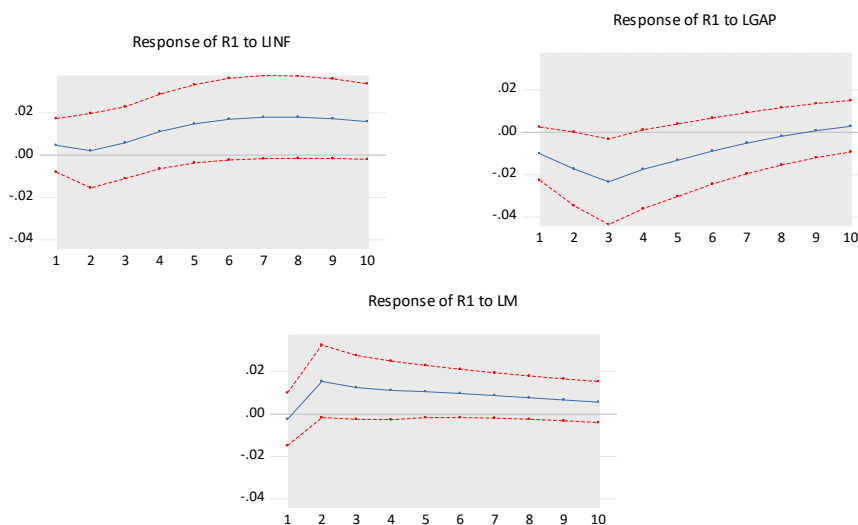 Response of R1 to LINF
.02
.00
-.02
-.04
1 2 3 4 5 6 7 8 9 10
Response of R1 to LGAP
.02
.00
-.02
-.04
1 2 3 4 5 6 7 8 9 10
Response of R1 to LM
.02
.00
-.02
-.04
1 2 3 4 5 6 7 8 9 10